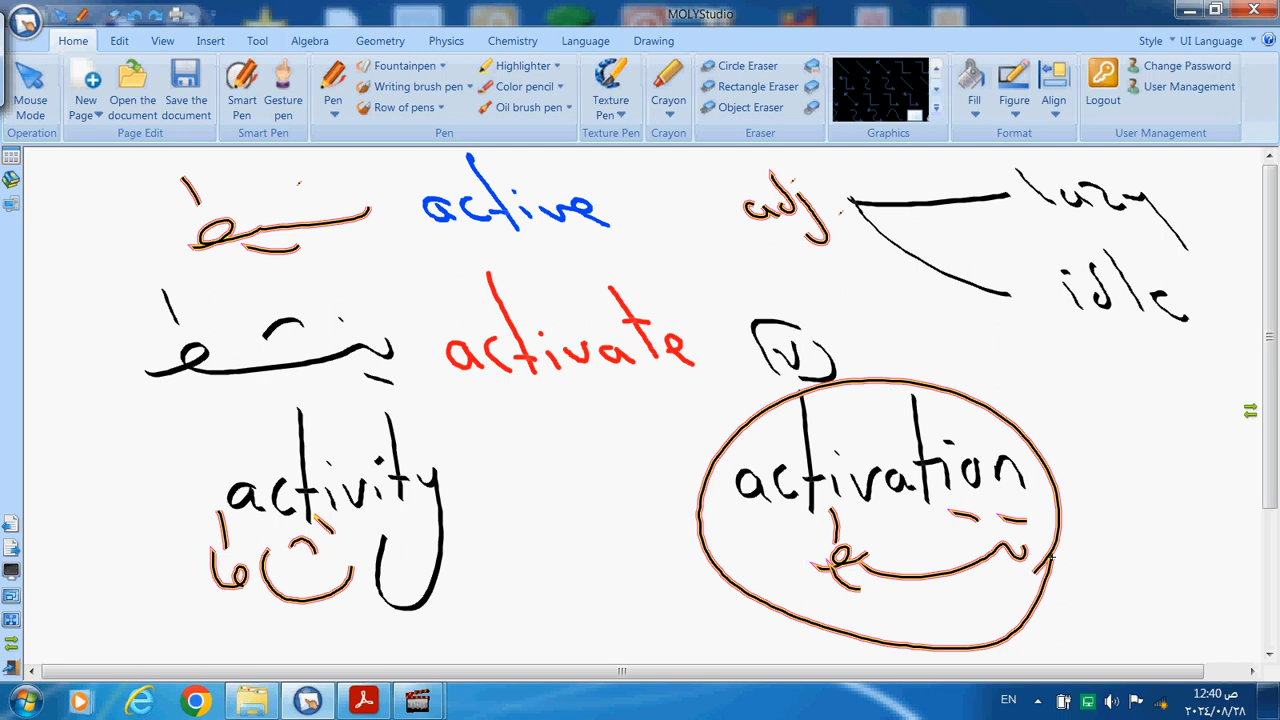 MOLYStudio
Home Edit View Insert Tool Algebra Geometry Physics Chemistry Language Drawing Style UI Language
Mouse Mode New Page Open the document Save the document Smart Pen Gesture Pen Pen Fountainpen Writing brush pen Row of pens Highlighter Color pencil Oil brush pen Texture Pen Crayon Circle Eraser Rectangle Eraser Object Eraser Fill Figure Align Logout Change Password User Management
Operation Page Edit Smart Pen Pen Texture Pen Crayon Eraser Graphics Format User Management
نشيط active adj lazy
idle
ينشط activate (v)
activity activation
نشاط تنشيط
EN 12:40 ص
٢٠٢٤/٠٨/٢٨